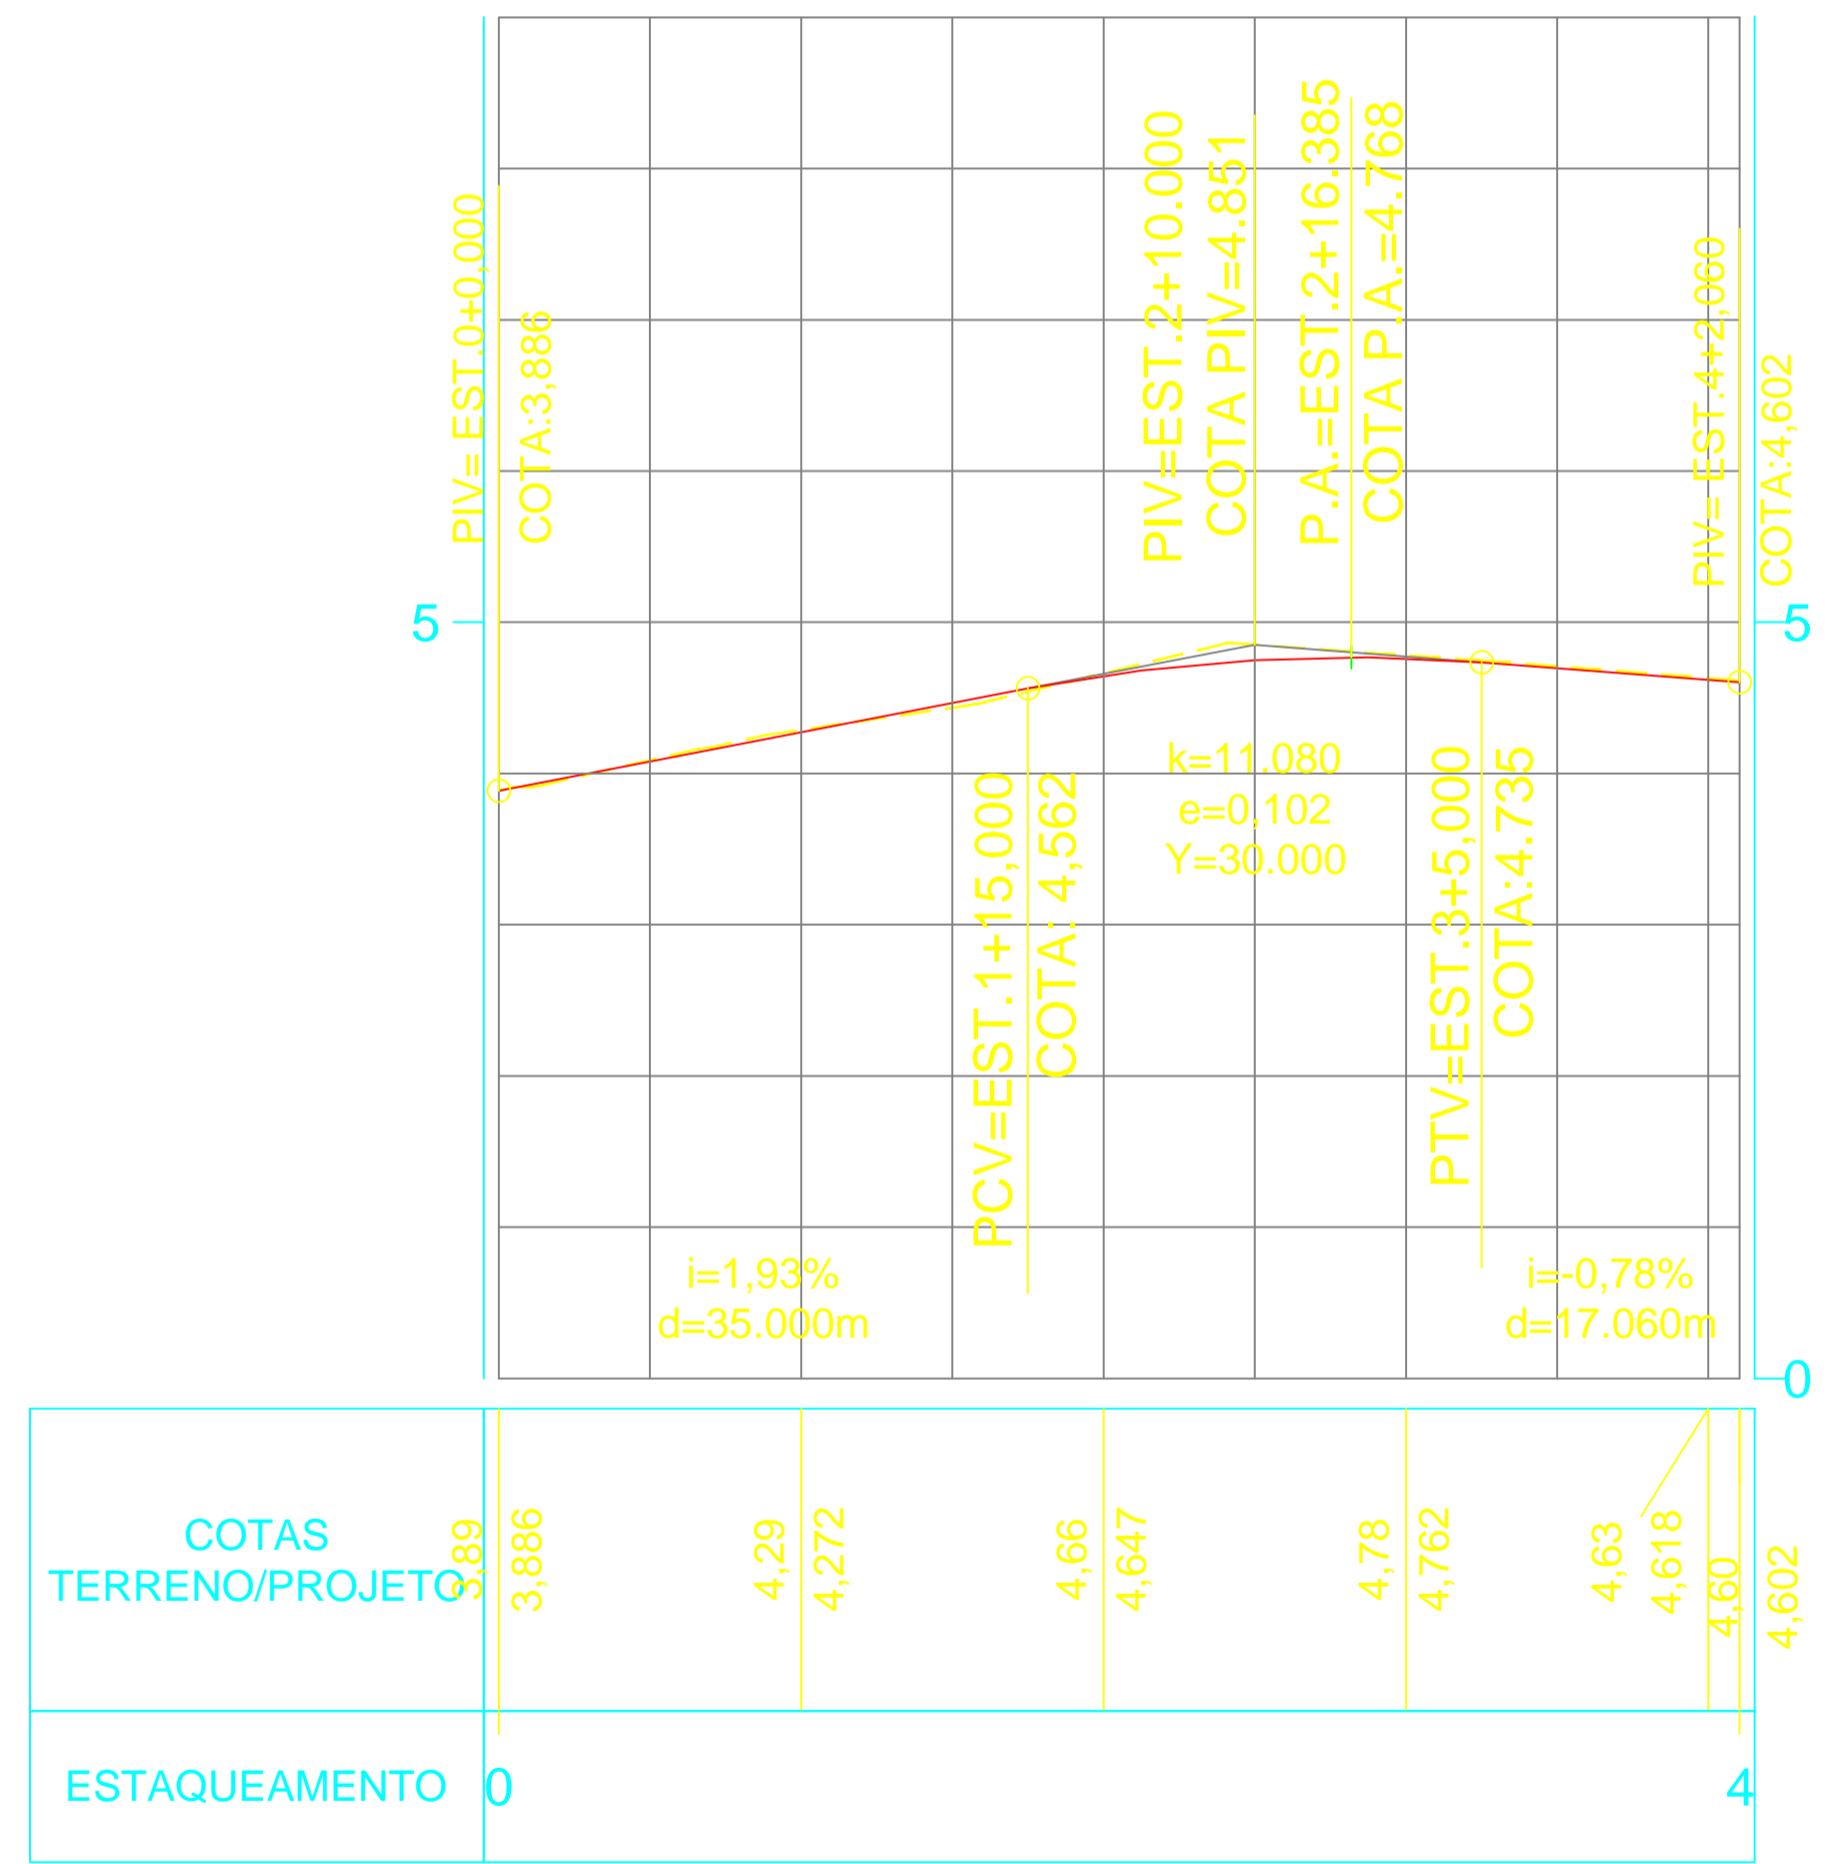 PIV= EST.0+0,000
COTA:3,886
PIV=EST.2+10.000
COTA PIV=4.851
P.A.=EST.2+16.385
COTA P.A.=4.768
PIV= EST.4+2,060
COTA:4,602
5
5
k=11.080
e=0,102
Y=30.000
PCV=EST.1+15,000
COTA: 4,562
PTV=EST.3+5,000
COTA:4.735
i=1,93%
d=35.000m
i=-0,78%
d=17.060m
0
COTAS
TERRENO/PROJETO
3,89
3,886
4,29
4,272
4,66
4,647
4,78
4,762
4,63
4,618
4,60
4,602
ESTAQUEAMENTO
0
4